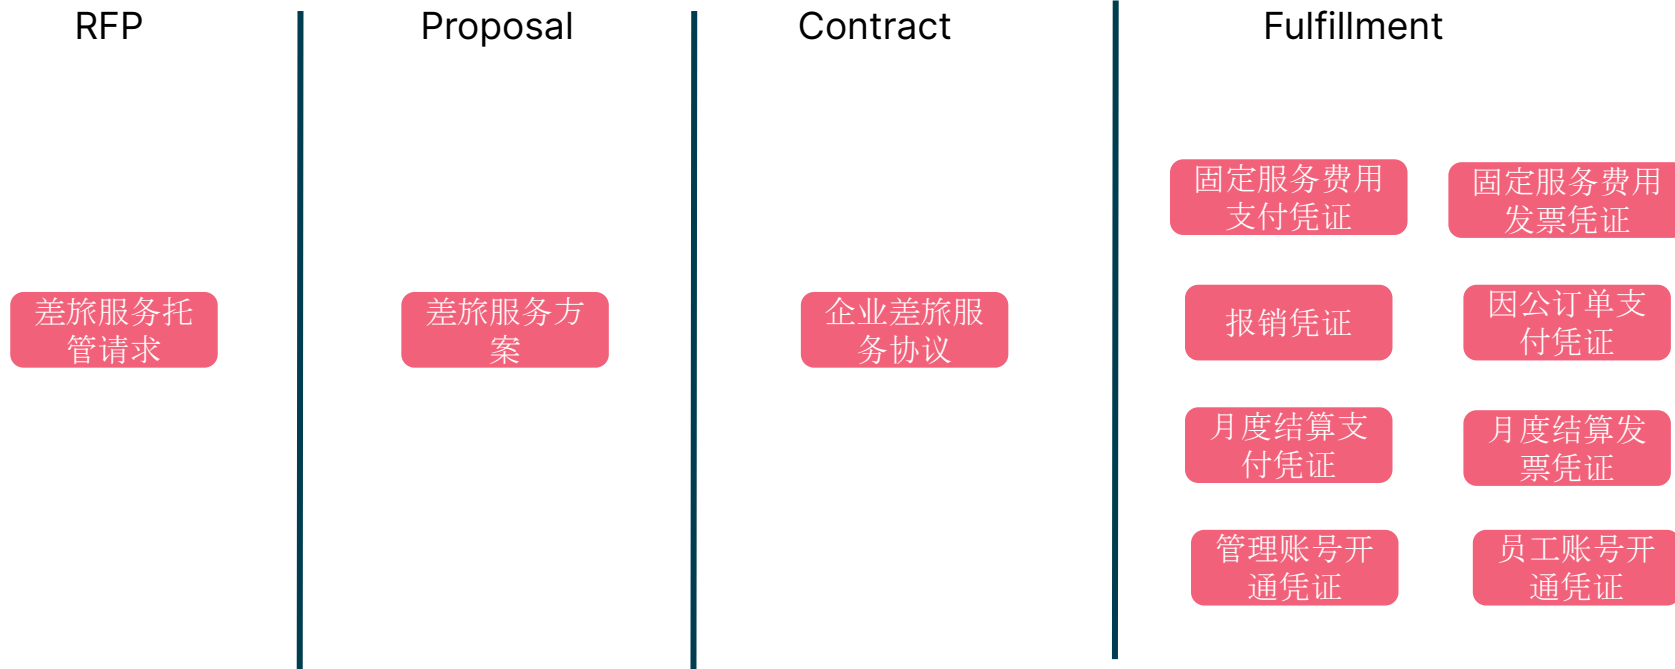 RFP
Proposal
Contract
Fulfillment
差旅服务托
管请求
差旅服务方
案
企业差旅服
务协议
固定服务费用
支付凭证
固定服务费用
发票凭证
报销凭证
因公订单支
付凭证
月度结算支
付凭证
月度结算发
票凭证
管理账号开
通凭证
员工账号开
通凭证